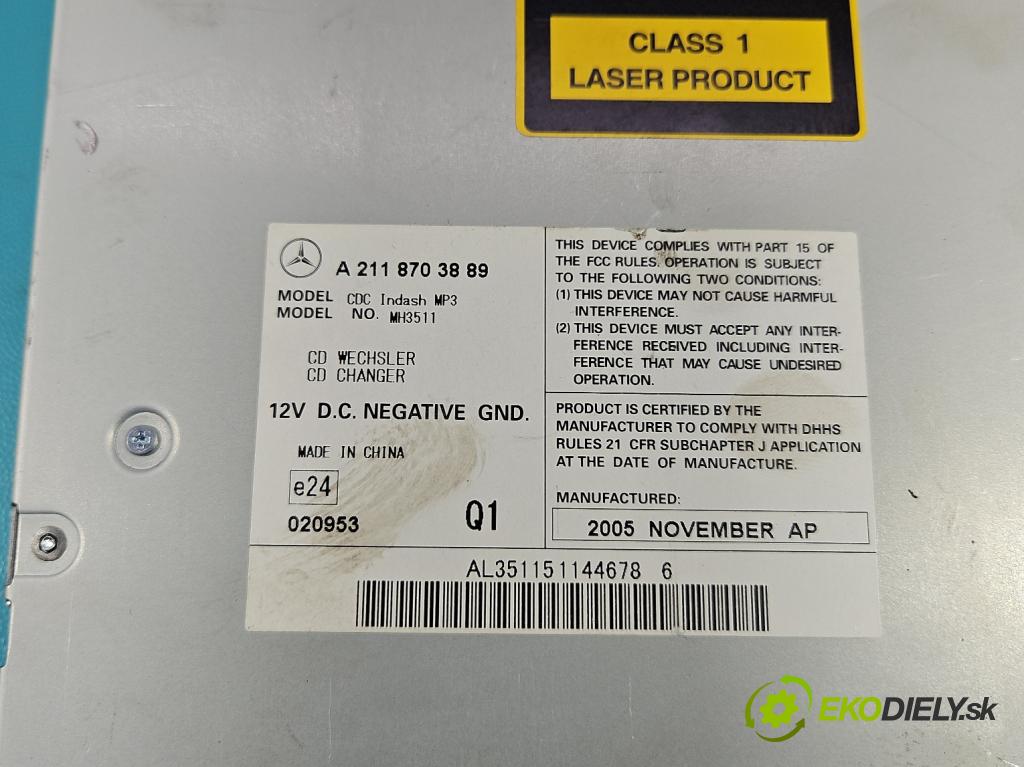 CLASS 1
LASER PRODUCT
A 211 870 38 89
MODEL CDC Indash MP3
MODEL NO. MH3511
CD WECHSLER
CD CHANGER
12V D.C. NEGATIVE GND.
MADE IN CHINA
e24
020953
Q1
THIS DEVICE COMPLIES WITH PART 15 OF
THE FCC RULES. OPERATION IS SUBJECT
TO THE FOLLOWING TWO CONDITIONS:
(1) THIS DEVICE MAY NOT CAUSE HARMFUL
INTERFERENCE.
(2) THIS DEVICE MUST ACCEPT ANY INTER-
FERENCE RECEIVED INCLUDING INTER-
FERENCE THAT MAY CAUSE UNDESIRED
OPERATION.
PRODUCT IS CERTIFIED BY THE
MANUFACTURER TO COMPLY WITH DHHS
RULES 21 CFR SUBCHAPTER J APPLICATION
AT THE DATE OF MANUFACTURE.
MANUFACTURED:
2005 NOVEMBER AP
AL351151144678 6
EKODIELY.sk